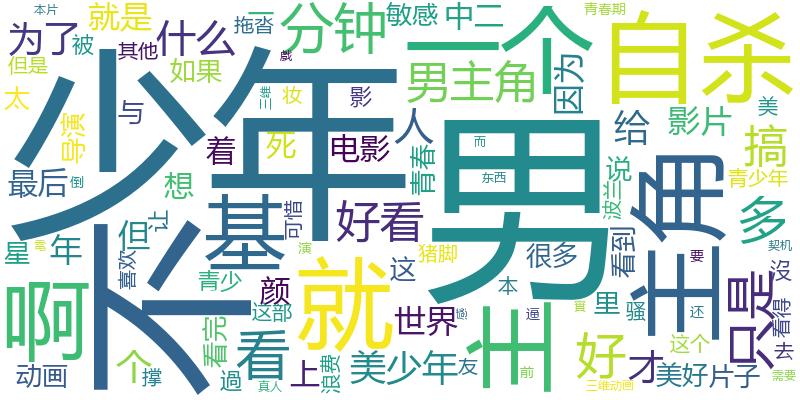 本片
就是
一
分钟
敏感
中二
一个
青春期
自杀
为了
被
什么
拖沓
戲
但是
其他
如果
男主角
因为
少年
太
与
妆
三维
影
人
给
影片
美
搞
导演
着
死
电影
青春
而
男
主角
说
青少年
最后
倒
想
东西
波兰
不
基
可惜
好看
但
让
星
年
喜欢
猪脚
很多
看到
多
契机
演
这
本
要
没
青少
颜
里
骚
只是
啊
就
这部
世界
主
还
看得
看
看完
逼
好
才
这个
去
动画
个
撑
過
真人
上
浪费
美少年
友
前
美好
片子
三维动画
需要